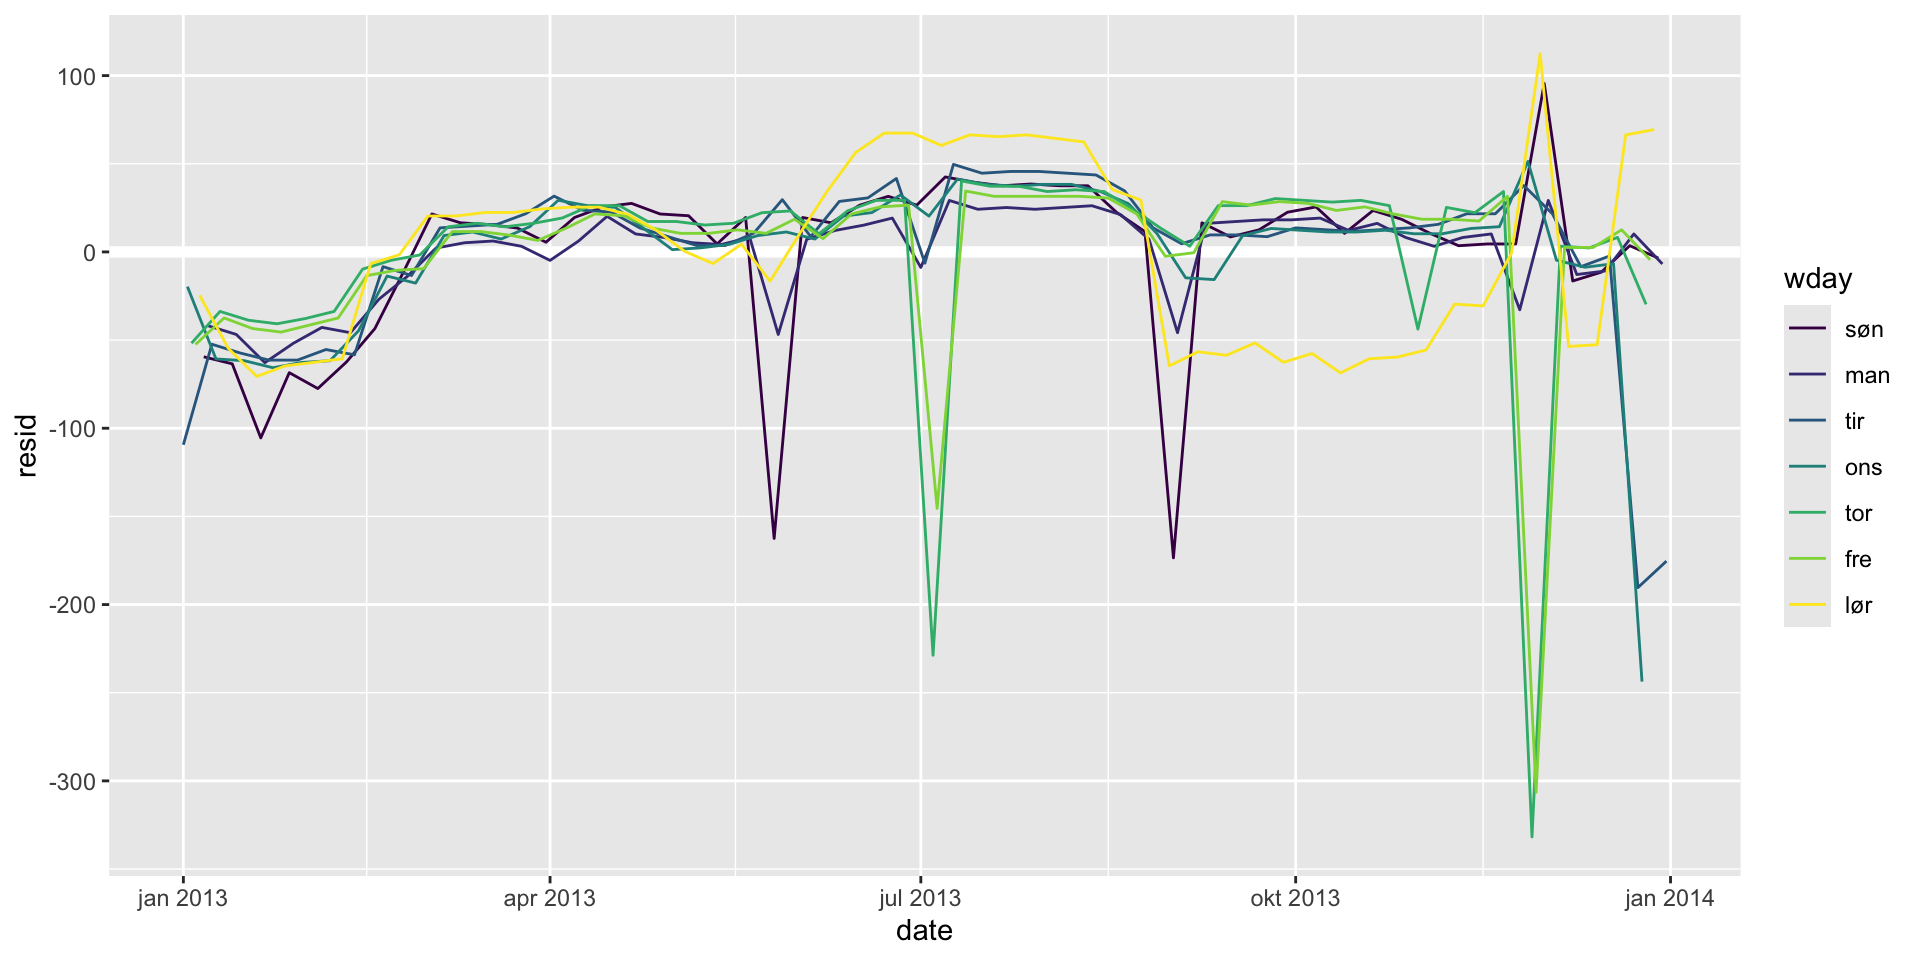 100
0
-100
-200
-300
resid
jan 2013
apr 2013
jul 2013
okt 2013
jan 2014
date
wday
søn
man
tir
ons
tor
fre
lør